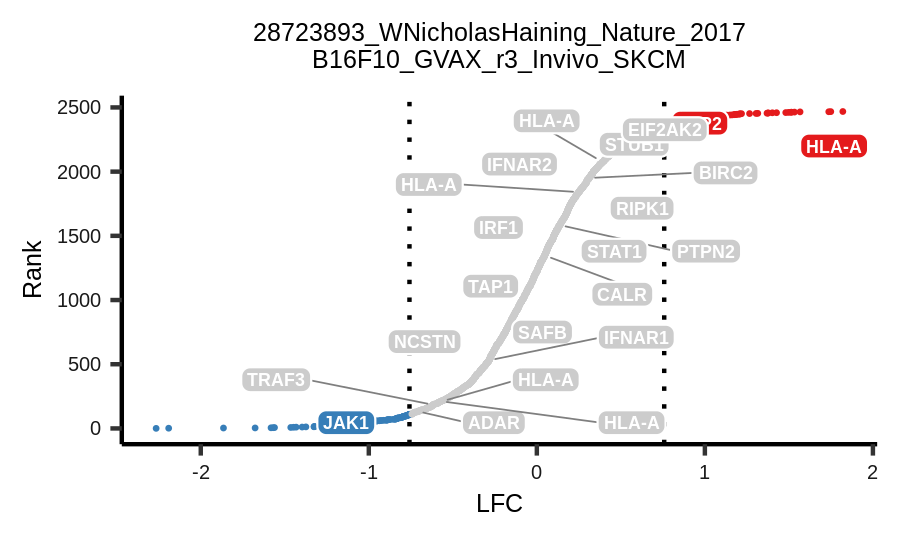 28723893_WNicholasHaining_Nature_2017
B16F10_GVAX_r3_Invivo_SKCM
2500
HLA-A
EIF2AK2
STUB1
HLA-A
2000
IFNAR2
BIRC2
HLA-A
RIPK1
1500
IRF1
STAT1
PTPN2
Rank
1000
TAP1
CALR
NCSTN
SAFB
IFNAR1
500
TRAF3
HLA-A
0
JAK1
ADAR
HLA-A
-2
-1
0
1
2
LFC